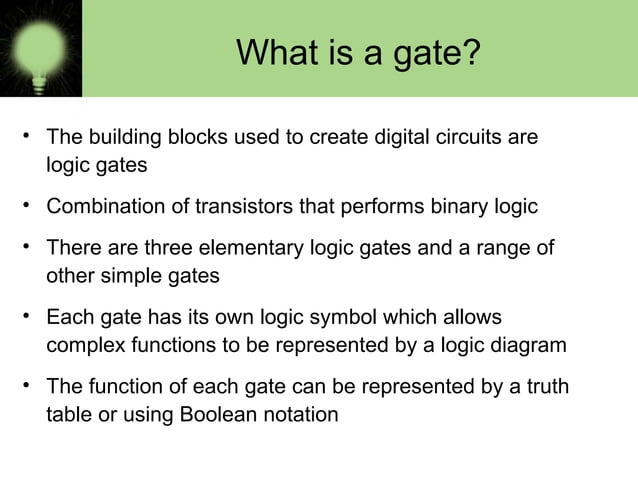 What is a gate?
• The building blocks used to create digital circuits are
logic gates
• Combination of transistors that performs binary logic
• There are three elementary logic gates and a range of
other simple gates
• Each gate has its own logic symbol which allows
complex functions to be represented by a logic diagram
• The function of each gate can be represented by a truth
table or using Boolean notation